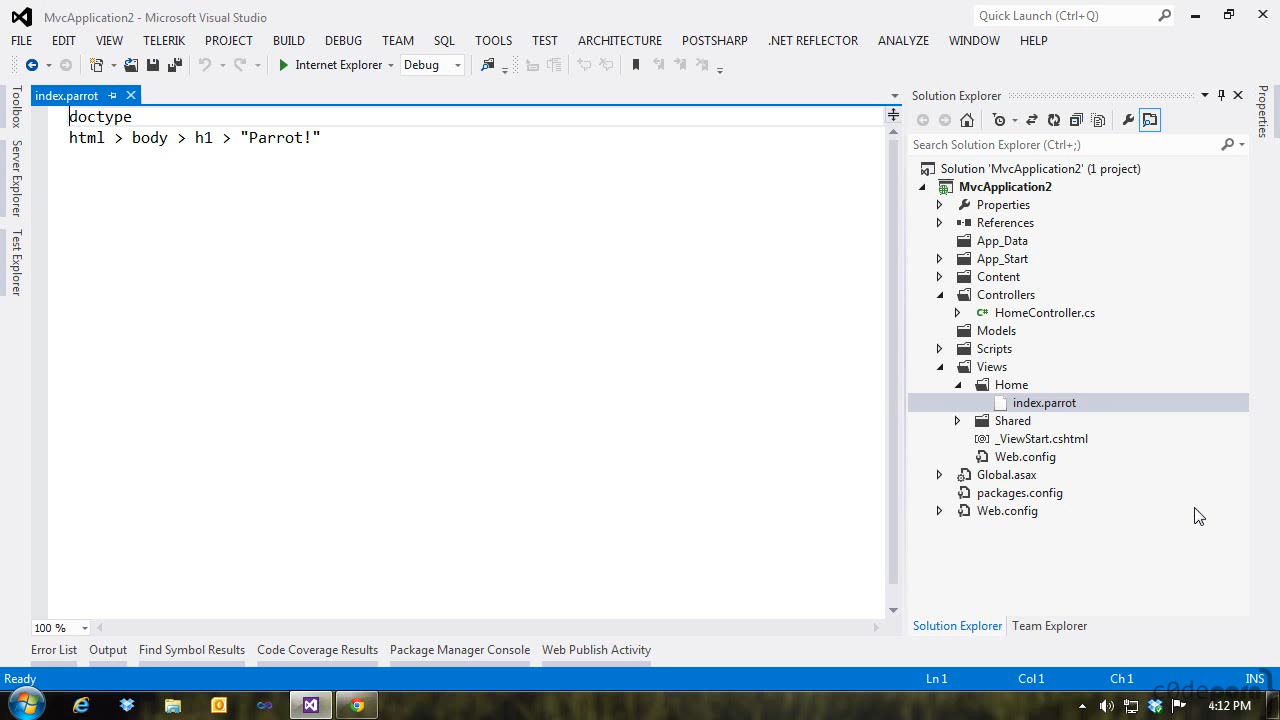 MvcApplication2 - Microsoft Visual Studio
Quick Launch (Ctrl+Q)
FILE EDIT VIEW TELERIK PROJECT BUILD DEBUG TEAM SQL TOOLS TEST ARCHITECTURE POSTSHARP .NET REFLECTOR ANALYZE WINDOW HELP
Internet Explorer Debug
Toolbox
Server Explorer
Test Explorer
index.parrot
doctype
html > body > h1 > "Parrot!"
100 %
Solution Explorer
Search Solution Explorer (Ctrl+;)
Solution 'MvcApplication2' (1 project)
MvcApplication2
Properties
References
App_Data
App_Start
Content
Controllers
C# HomeController.cs
Models
Scripts
Views
Home
index.parrot
Shared
_ViewStart.cshtml
Web.config
Global.asax
packages.config
Web.config
Solution Explorer Team Explorer
Properties
Error List Output Find Symbol Results Code Coverage Results Package Manager Console Web Publish Activity
Ready Ln 1 Col 1 Ch 1 INS
c0decorn}
4:12 PM